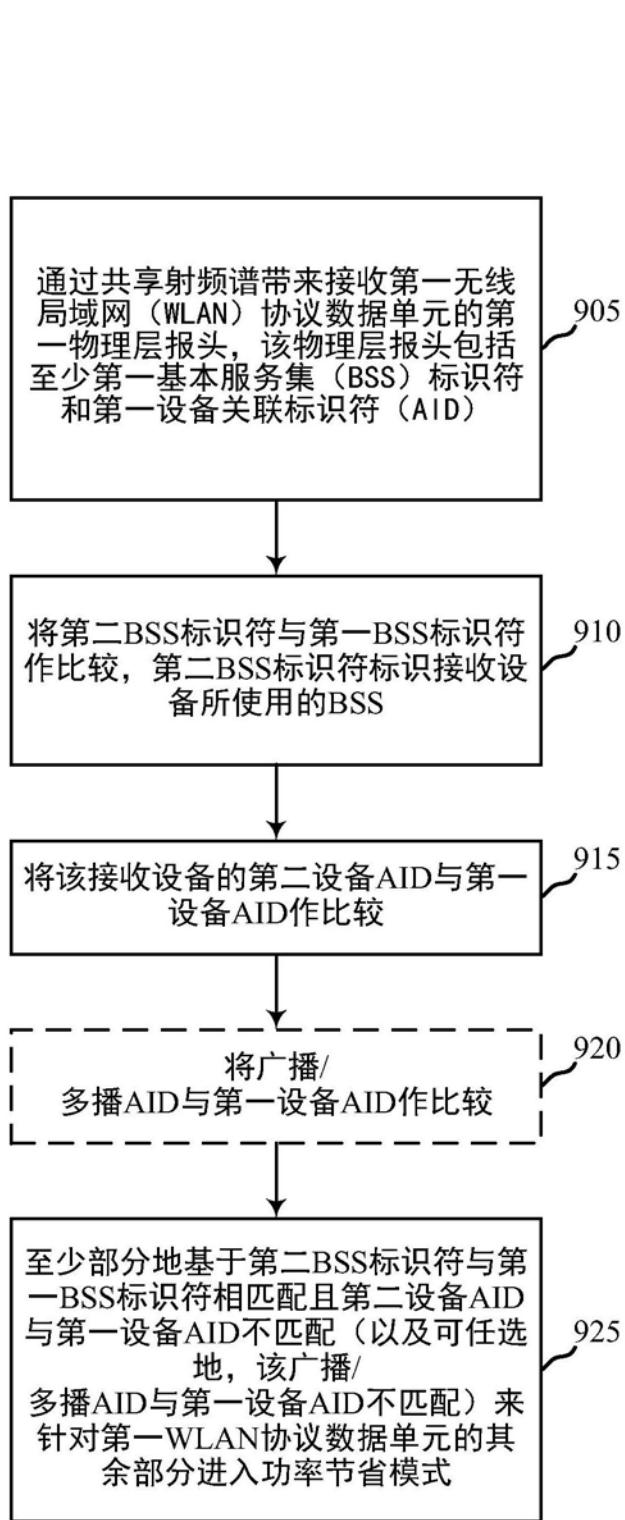 通过共享射频谱带来接收第一无线
局域网（WLAN）协议数据单元的第
一物理层报头，该物理层报头包括
至少第一基本服务集（BSS）标识符
和第一设备关联标识符（AID）
905
将第二BSS标识符与第一BSS标识符
作比较，第二BSS标识符标识接收设
备所使用的BSS
910
将该接收设备的第二设备AID与第一
设备AID作比较
915
将广播/
多播AID与第一设备AID作比较
920
至少部分地基于第二BSS标识符与第
一BSS标识符相匹配且第二设备AID
与第一设备AID不匹配（以及可任选
地，该广播/
多播AID与第一设备AID不匹配）来
针对第一WLAN协议数据单元的其
余部分进入功率节省模式
925